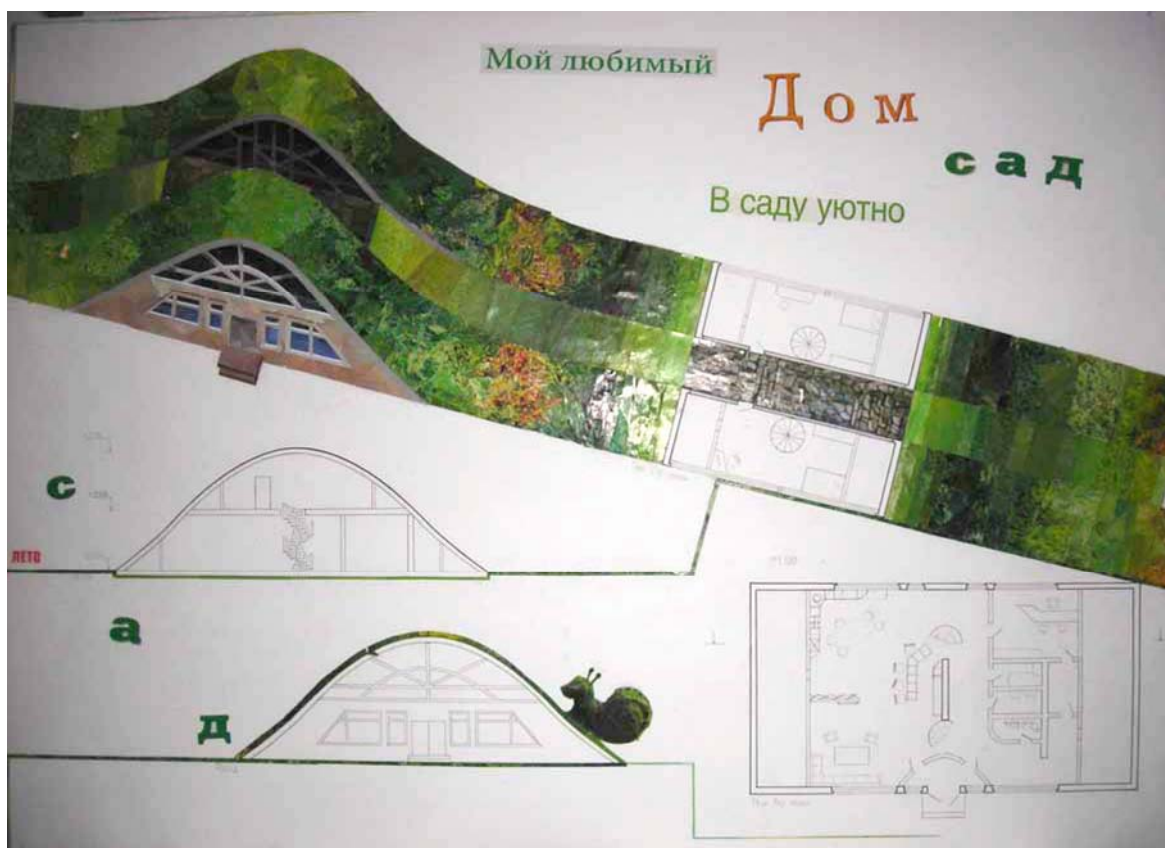 Мой любимый
Дом
сад
В саду уютно
с
ЛЕТО
а
д